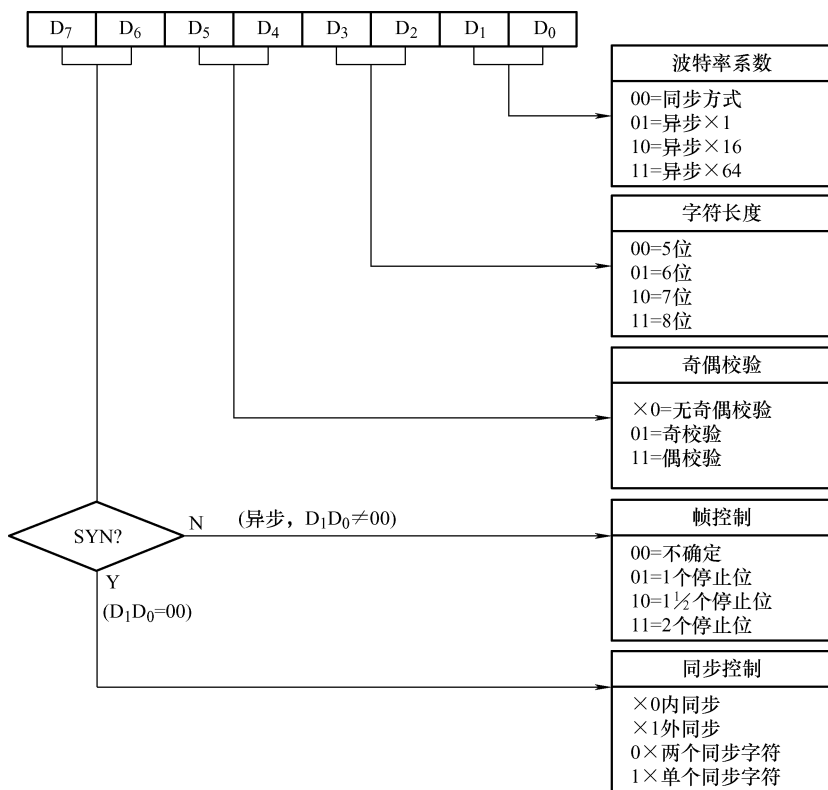 D₇ D₆ D₅ D₄ D₃ D₂ D₁ D₀
波特率系数
00=同步方式
01=异步×1
10=异步×16
11=异步×64
字符长度
00=5位
01=6位
10=7位
11=8位
奇偶校验
×0=无奇偶校验
01=奇校验
11=偶校验
SYN?
N
(异步，D₁D₀≠00)
Y
(D₁D₀=00)
帧控制
00=不确定
01=1个停止位
10=1½个停止位
11=2个停止位
同步控制
×0内同步
×1外同步
0×两个同步字符
1×单个同步字符